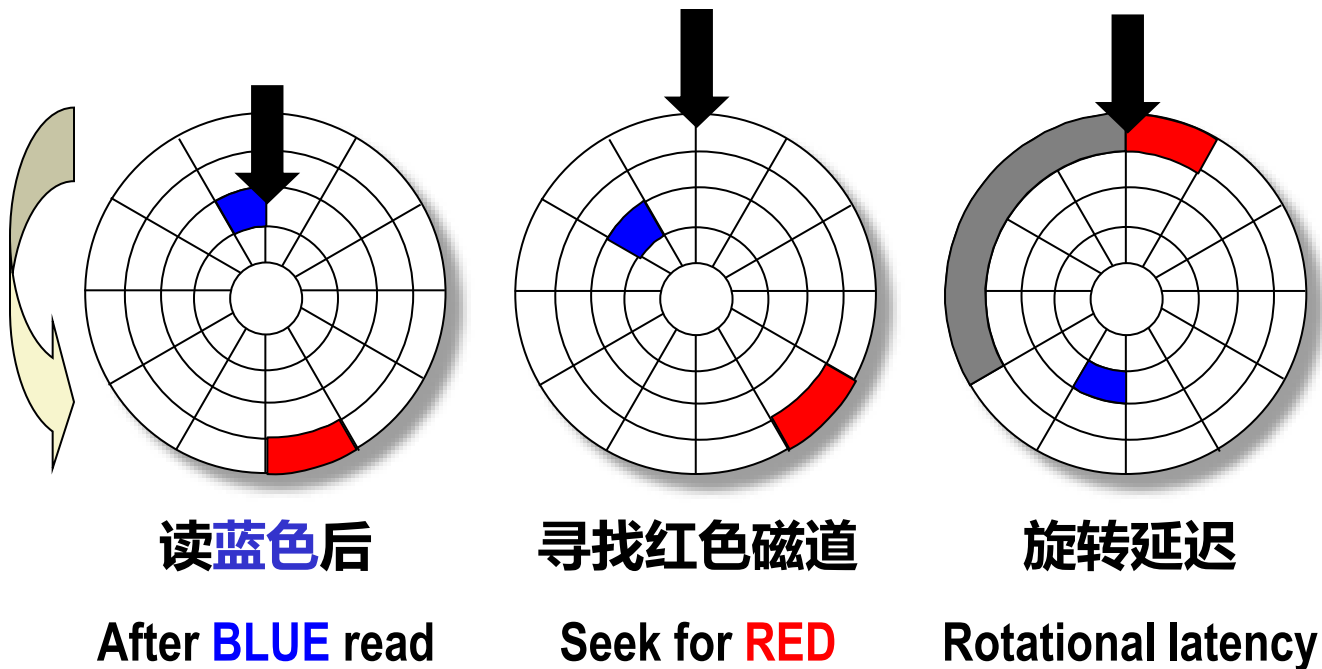 读蓝色后
寻找红色磁道
旋转延迟
After BLUE read
Seek for RED
Rotational latency